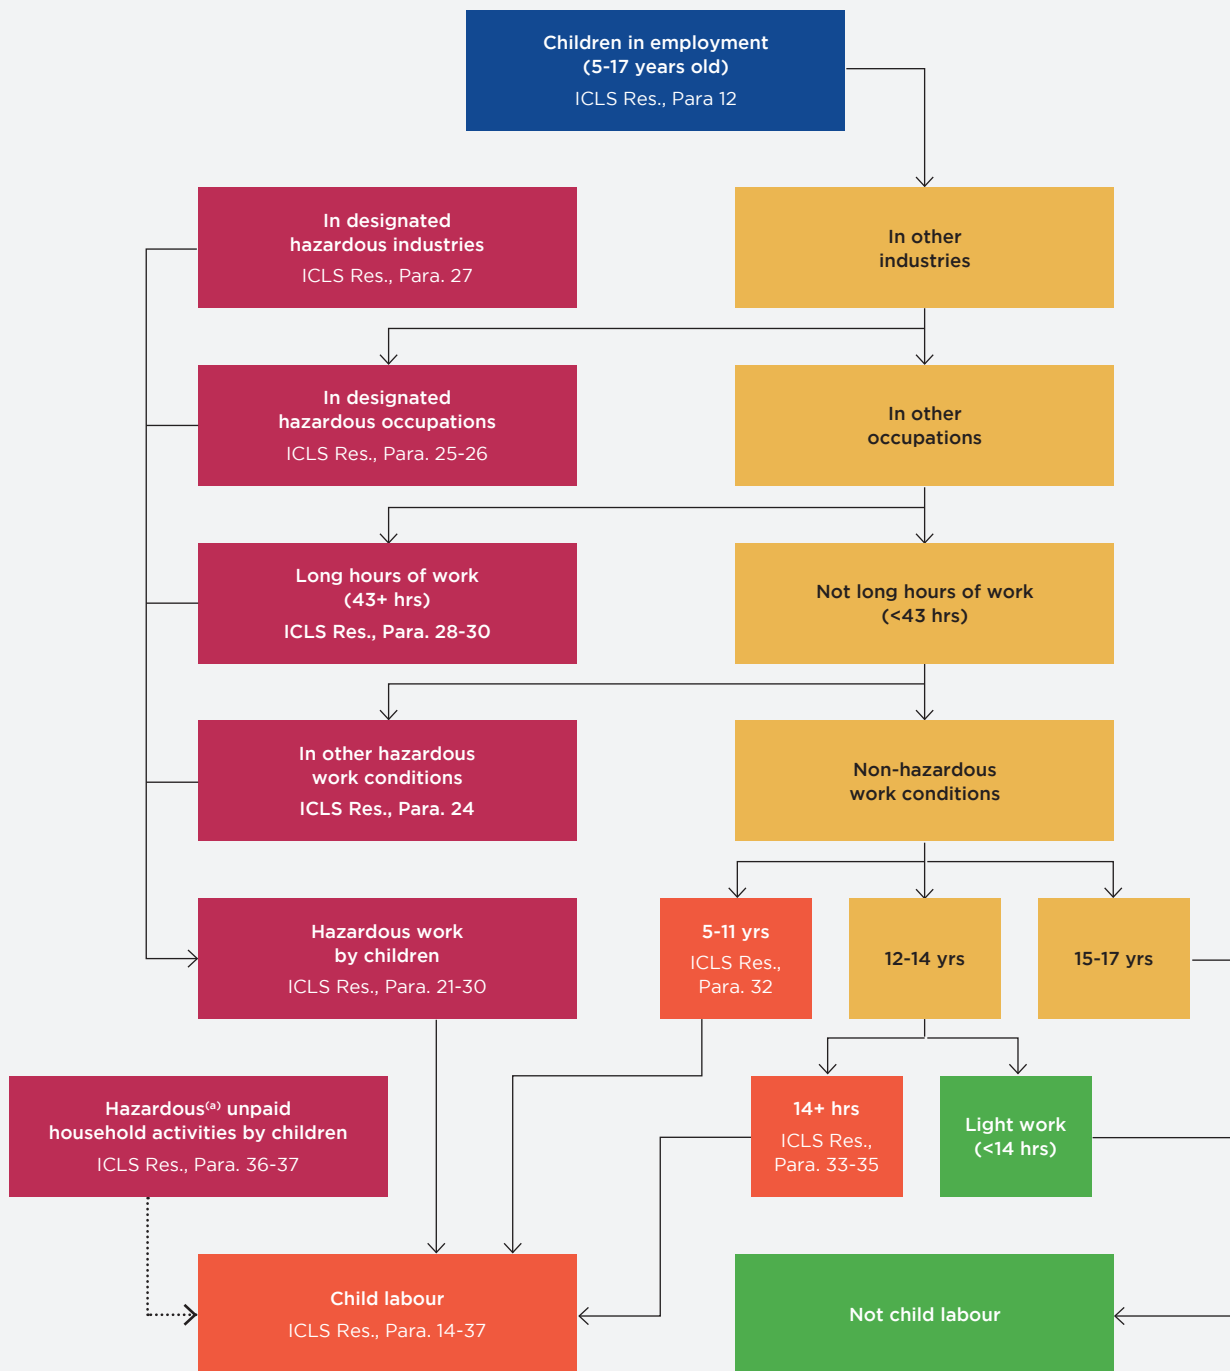 Children in employment
(5-17 years old)
ICLS Res., Para 12
In designated
hazardous industries
ICLS Res., Para. 27
In other
industries
In designated
hazardous occupations
ICLS Res., Para. 25-26
In other
occupations
Long hours of work
(43+ hrs)
ICLS Res., Para. 28-30
Not long hours of work
(<43 hrs)
In other hazardous
work conditions
ICLS Res., Para. 24
Non-hazardous
work conditions
Hazardous work
by children
ICLS Res., Para. 21-30
5-11 yrs
ICLS Res.,
Para. 32
12-14 yrs
15-17 yrs
Hazardous(a) unpaid
household activities by children
ICLS Res., Para. 36-37
14+ hrs
ICLS Res.,
Para. 33-35
Light work
(<14 hrs)
Child labour
ICLS Res., Para. 14-37
Not child labour